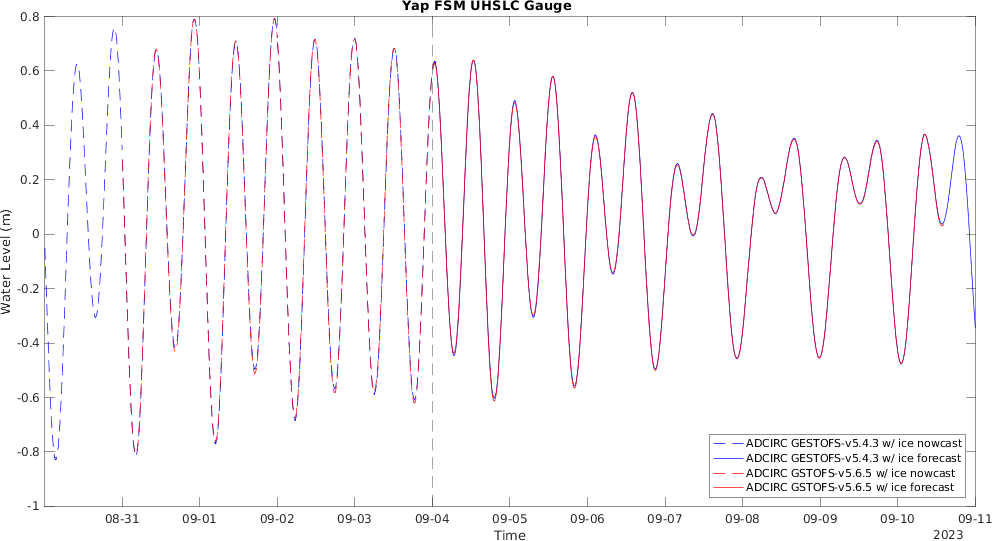 Yap FSM UHSLC Gauge
0.8
0.6
0.4
0.2
0
-0.2
-0.4
-0.6
-0.8
-1
Water Level (m)
ADCIRC GESTOFS-v5.4.3 w/ ice nowcast
ADCIRC GESTOFS-v5.4.3 w/ ice forecast
ADCIRC GSTOFS-v5.6.5 w/ ice nowcast
ADCIRC GSTOFS-v5.6.5 w/ ice forecast
08-31 09-01 09-02 09-03 09-04 09-05 09-06 09-07 09-08 09-09 09-10 09-11
Time
2023